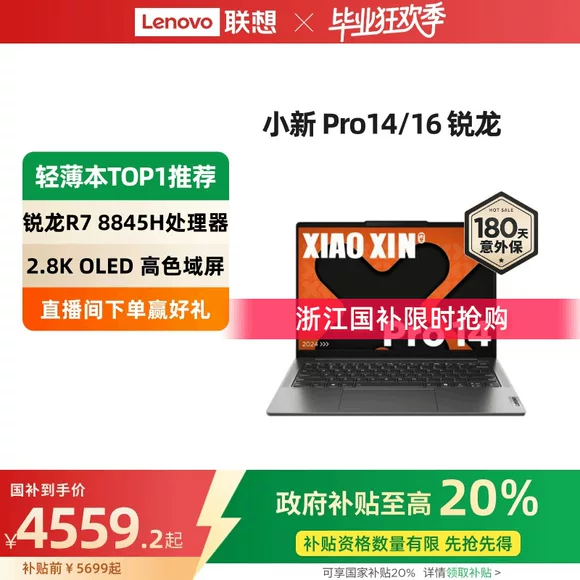 Lenovo 联想 × 毕业狂欢季
小新 Pro14/16 锐龙
轻薄本TOP1推荐
锐龙R7 8845H处理器
2.8K OLED 高色域屏
直播间下单赢好礼
HOT SALE
180天
意外保
XIAO XIN
浙江国补限时抢购
Pro 14
2024 >>>
Lenovo
国补到手价
¥4559.2起
补贴前 ¥5699起
政府补贴至高 20%
补贴资格数量有限 先抢先得
可享国家补贴20% 详情领取补贴 >